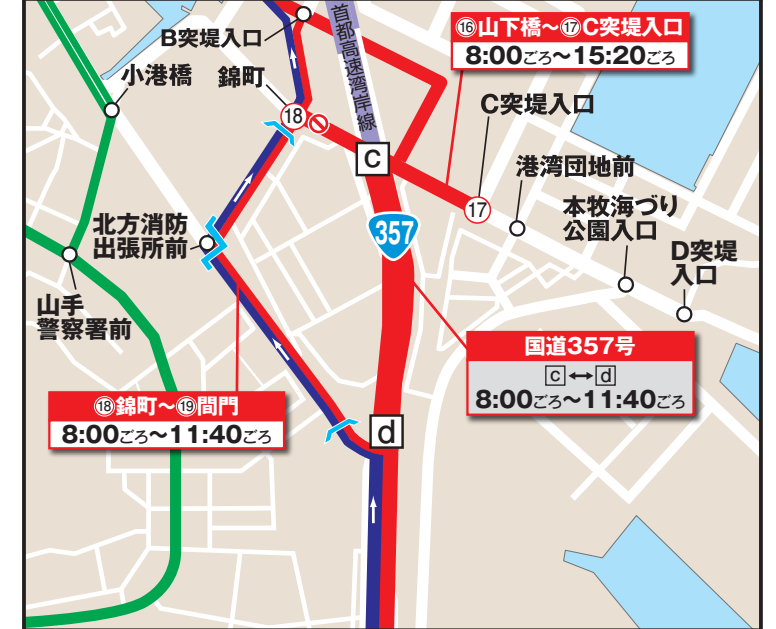 B突堤入口
首都高速湾岸線
⑯山下橋〜⑰C突堤入口
8:00ごろ〜15:20ごろ
小港橋
錦町
18
C突堤入口
C
港湾団地前
17
本牧海づり
公園入口
北方消防
出張所前
357
D突堤
入口
山手
警察署前
国道357号
c↔d
8:00ごろ〜11:40ごろ
⑱錦町〜⑲間門
8:00ごろ〜11:40ごろ
d